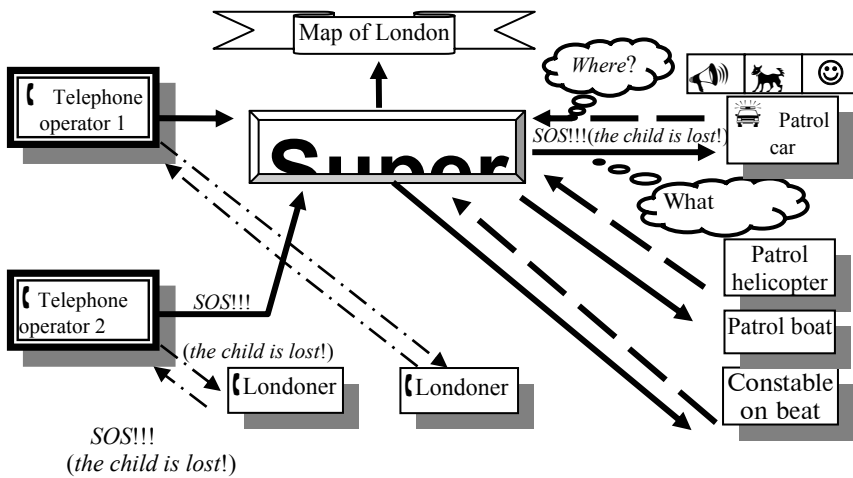 Map of London
Where?
Telephone
operator 1
SOS!!!(the child is lost!)
Patrol
car
Super
What
Patrol
helicopter
Telephone
operator 2
SOS!!!
Patrol boat
(the child is lost!)
Londoner
Londoner
Constable
on beat
SOS!!!
(the child is lost!)